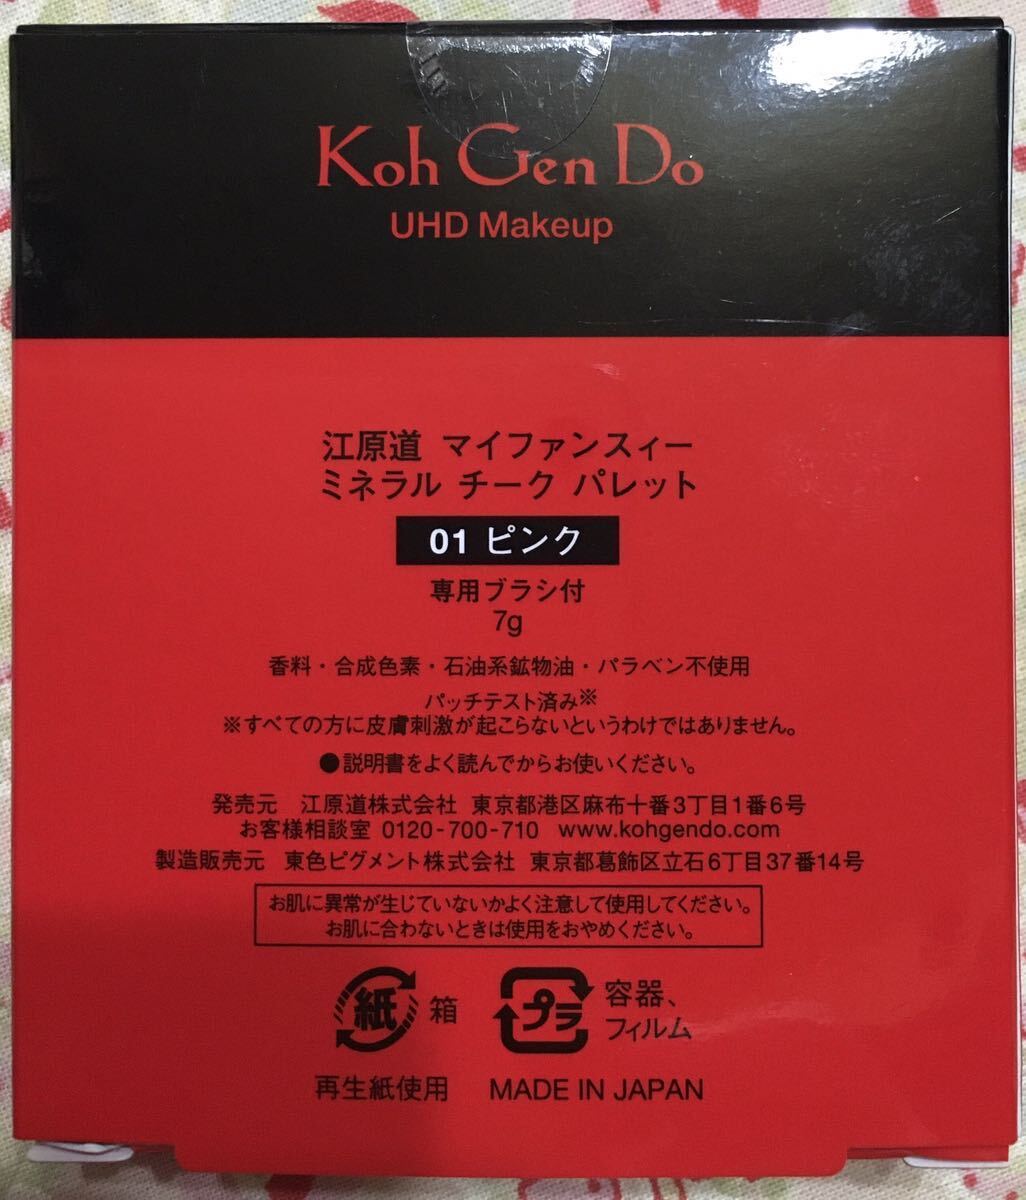 Koh Gen Do
UHD Makeup
江原道 マイファンスィー
ミネラル チーク パレット
01 ピンク
専用ブラシ付
7g
香料・合成色素・石油系鉱物油・パラベン不使用
パッチテスト済み※
※すべての方に皮膚刺激が起こらないというわけではありません。
●説明書をよく読んでからお使いください。
発売元 江原道株式会社 東京都港区麻布十番3丁目1番6号
お客様相談室 0120-700-710 www.kohgendo.com
製造販売元 東色ピグメント株式会社 東京都葛飾区立石6丁目37番14号
お肌に異常が生じていないかよく注意して使用してください。
お肌に合わないときは使用をおやめください。
紙 箱 プラ 容器、
フィルム
再生紙使用 MADE IN JAPAN